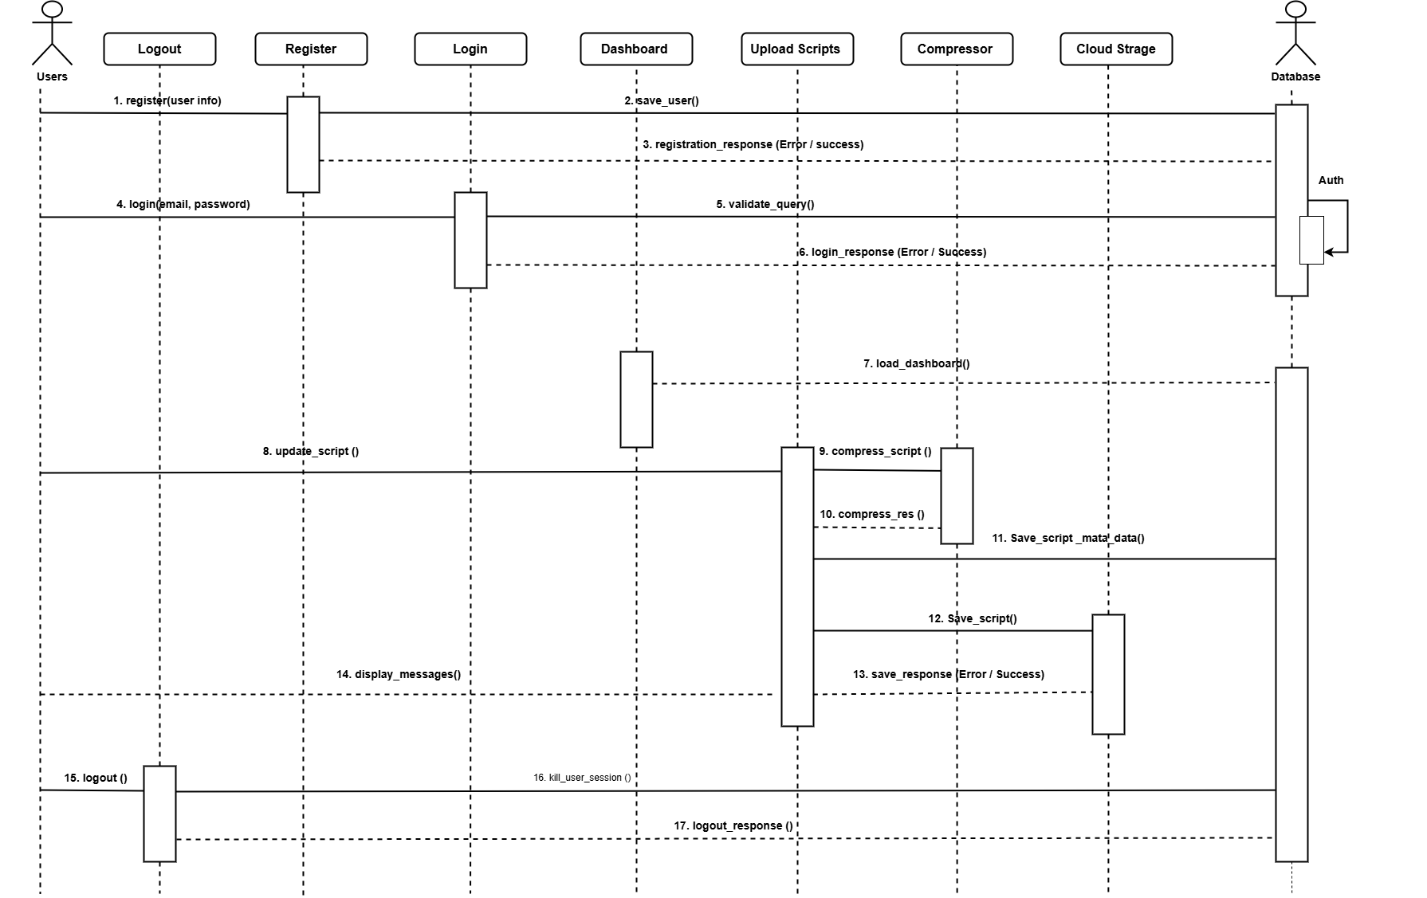 Logout
Register
Login
Dashboard
Upload Scripts
Compressor
Cloud Strage
Users
Database
1. register(user info)
2. save_user()
3. registration_response (Error / success)
Auth
4. login(email, password)
5. validate_query()
6. login_response (Error / Success)
7. load_dashboard()
8. update_script ()
9. compress_script ()
10. compress_res ()
11. Save_script _mata_data()
12. Save_script()
14. display_messages()
13. save_response (Error / Success)
15. logout ()
16. kill_user_session ()
17. logout_response ()